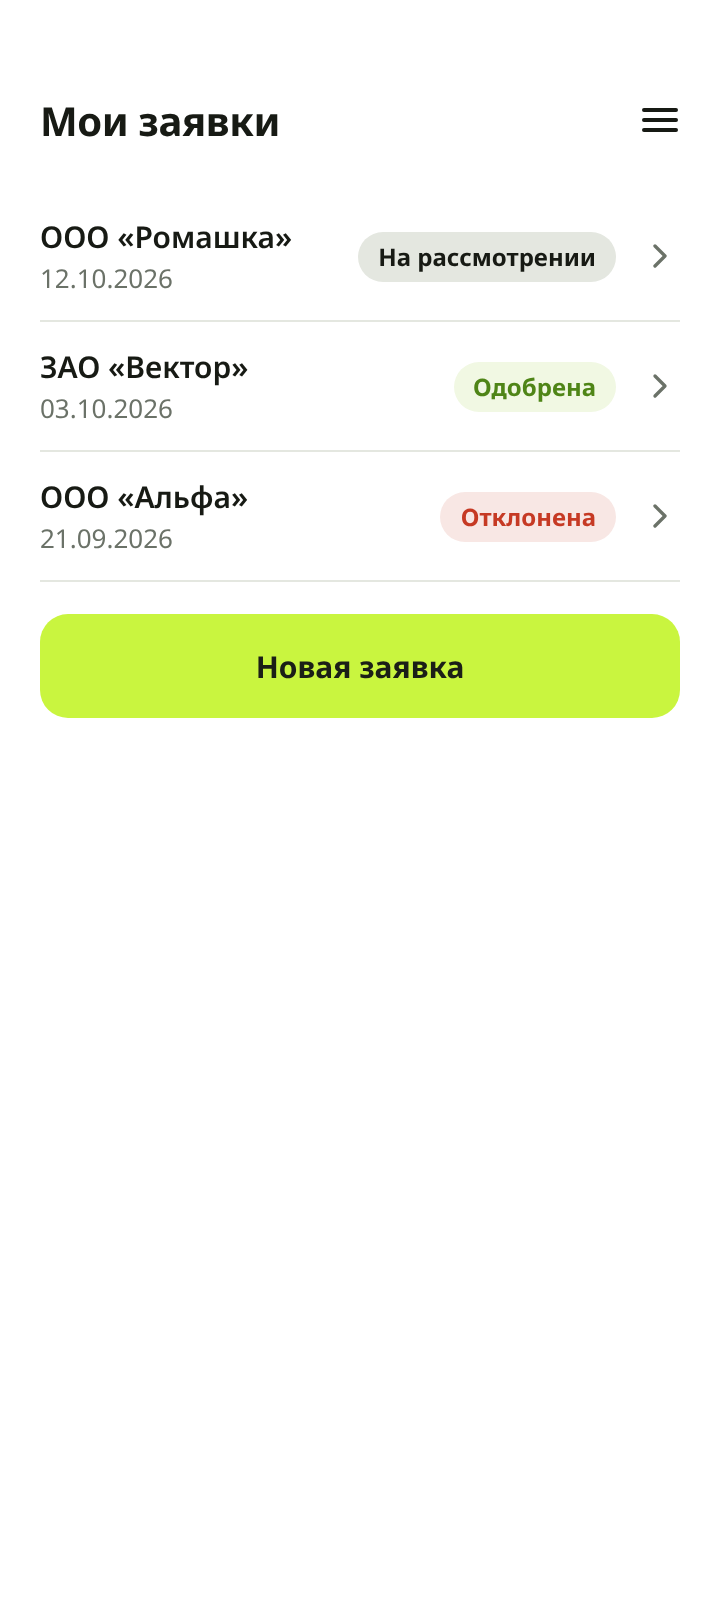 Мои заявки
ООО «Ромашка»
12.10.2026
На рассмотрении
ЗАО «Вектор»
03.10.2026
Одобрена
ООО «Альфа»
21.09.2026
Отклонена
Новая заявка